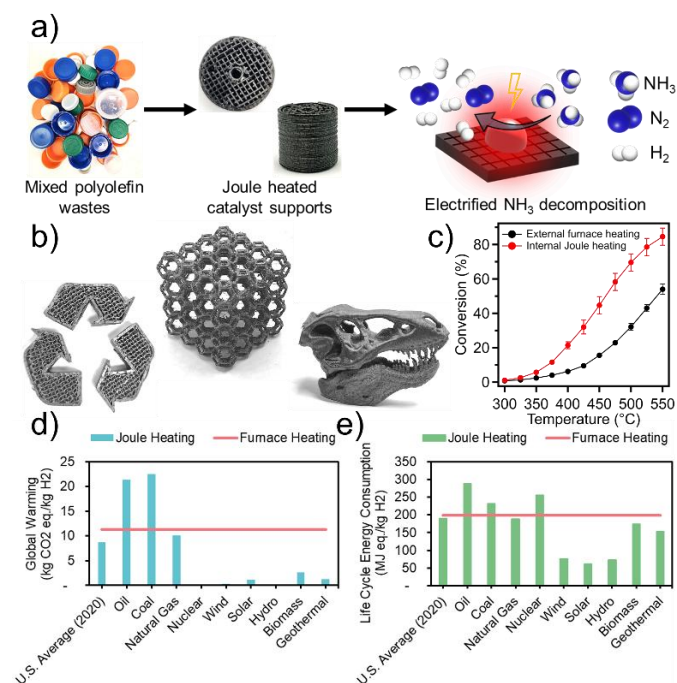 a)
NH3
N2
H2
Mixed polyolefin
wastes
Joule heated
catalyst supports
Electrified NH3 decomposition
b)
c)
External furnace heating
Internal Joule heating
Conversion (%)
80
60
40
20
0
300 350 400 450 500 550
Temperature (°C)
d)
Joule Heating
Furnace Heating
Global Warming
(kg CO2 eq./kg H2)
25
20
15
10
5
-
U.S. Average (2020)
Oil
Coal
Natural Gas
Nuclear
Wind
Solar
Hydro
Biomass
Geothermal
e)
Joule Heating
Furnace Heating
Life Cycle Energy Consumption
(MJ eq./kg H2)
350
300
250
200
150
100
50
-
U.S. Average (2020)
Oil
Coal
Natural Gas
Nuclear
Wind
Solar
Hydro
Biomass
Geothermal